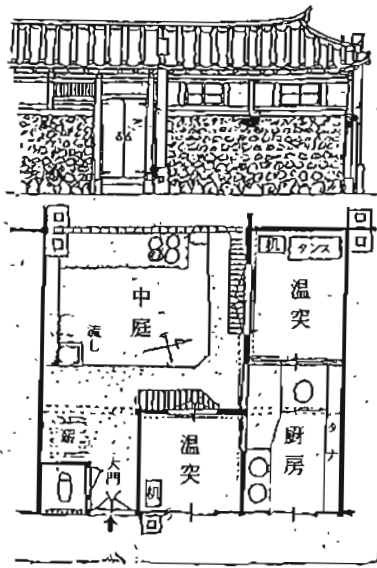 机
タンス
温突
中庭
流し
厨房
タナ
温突
大門
机